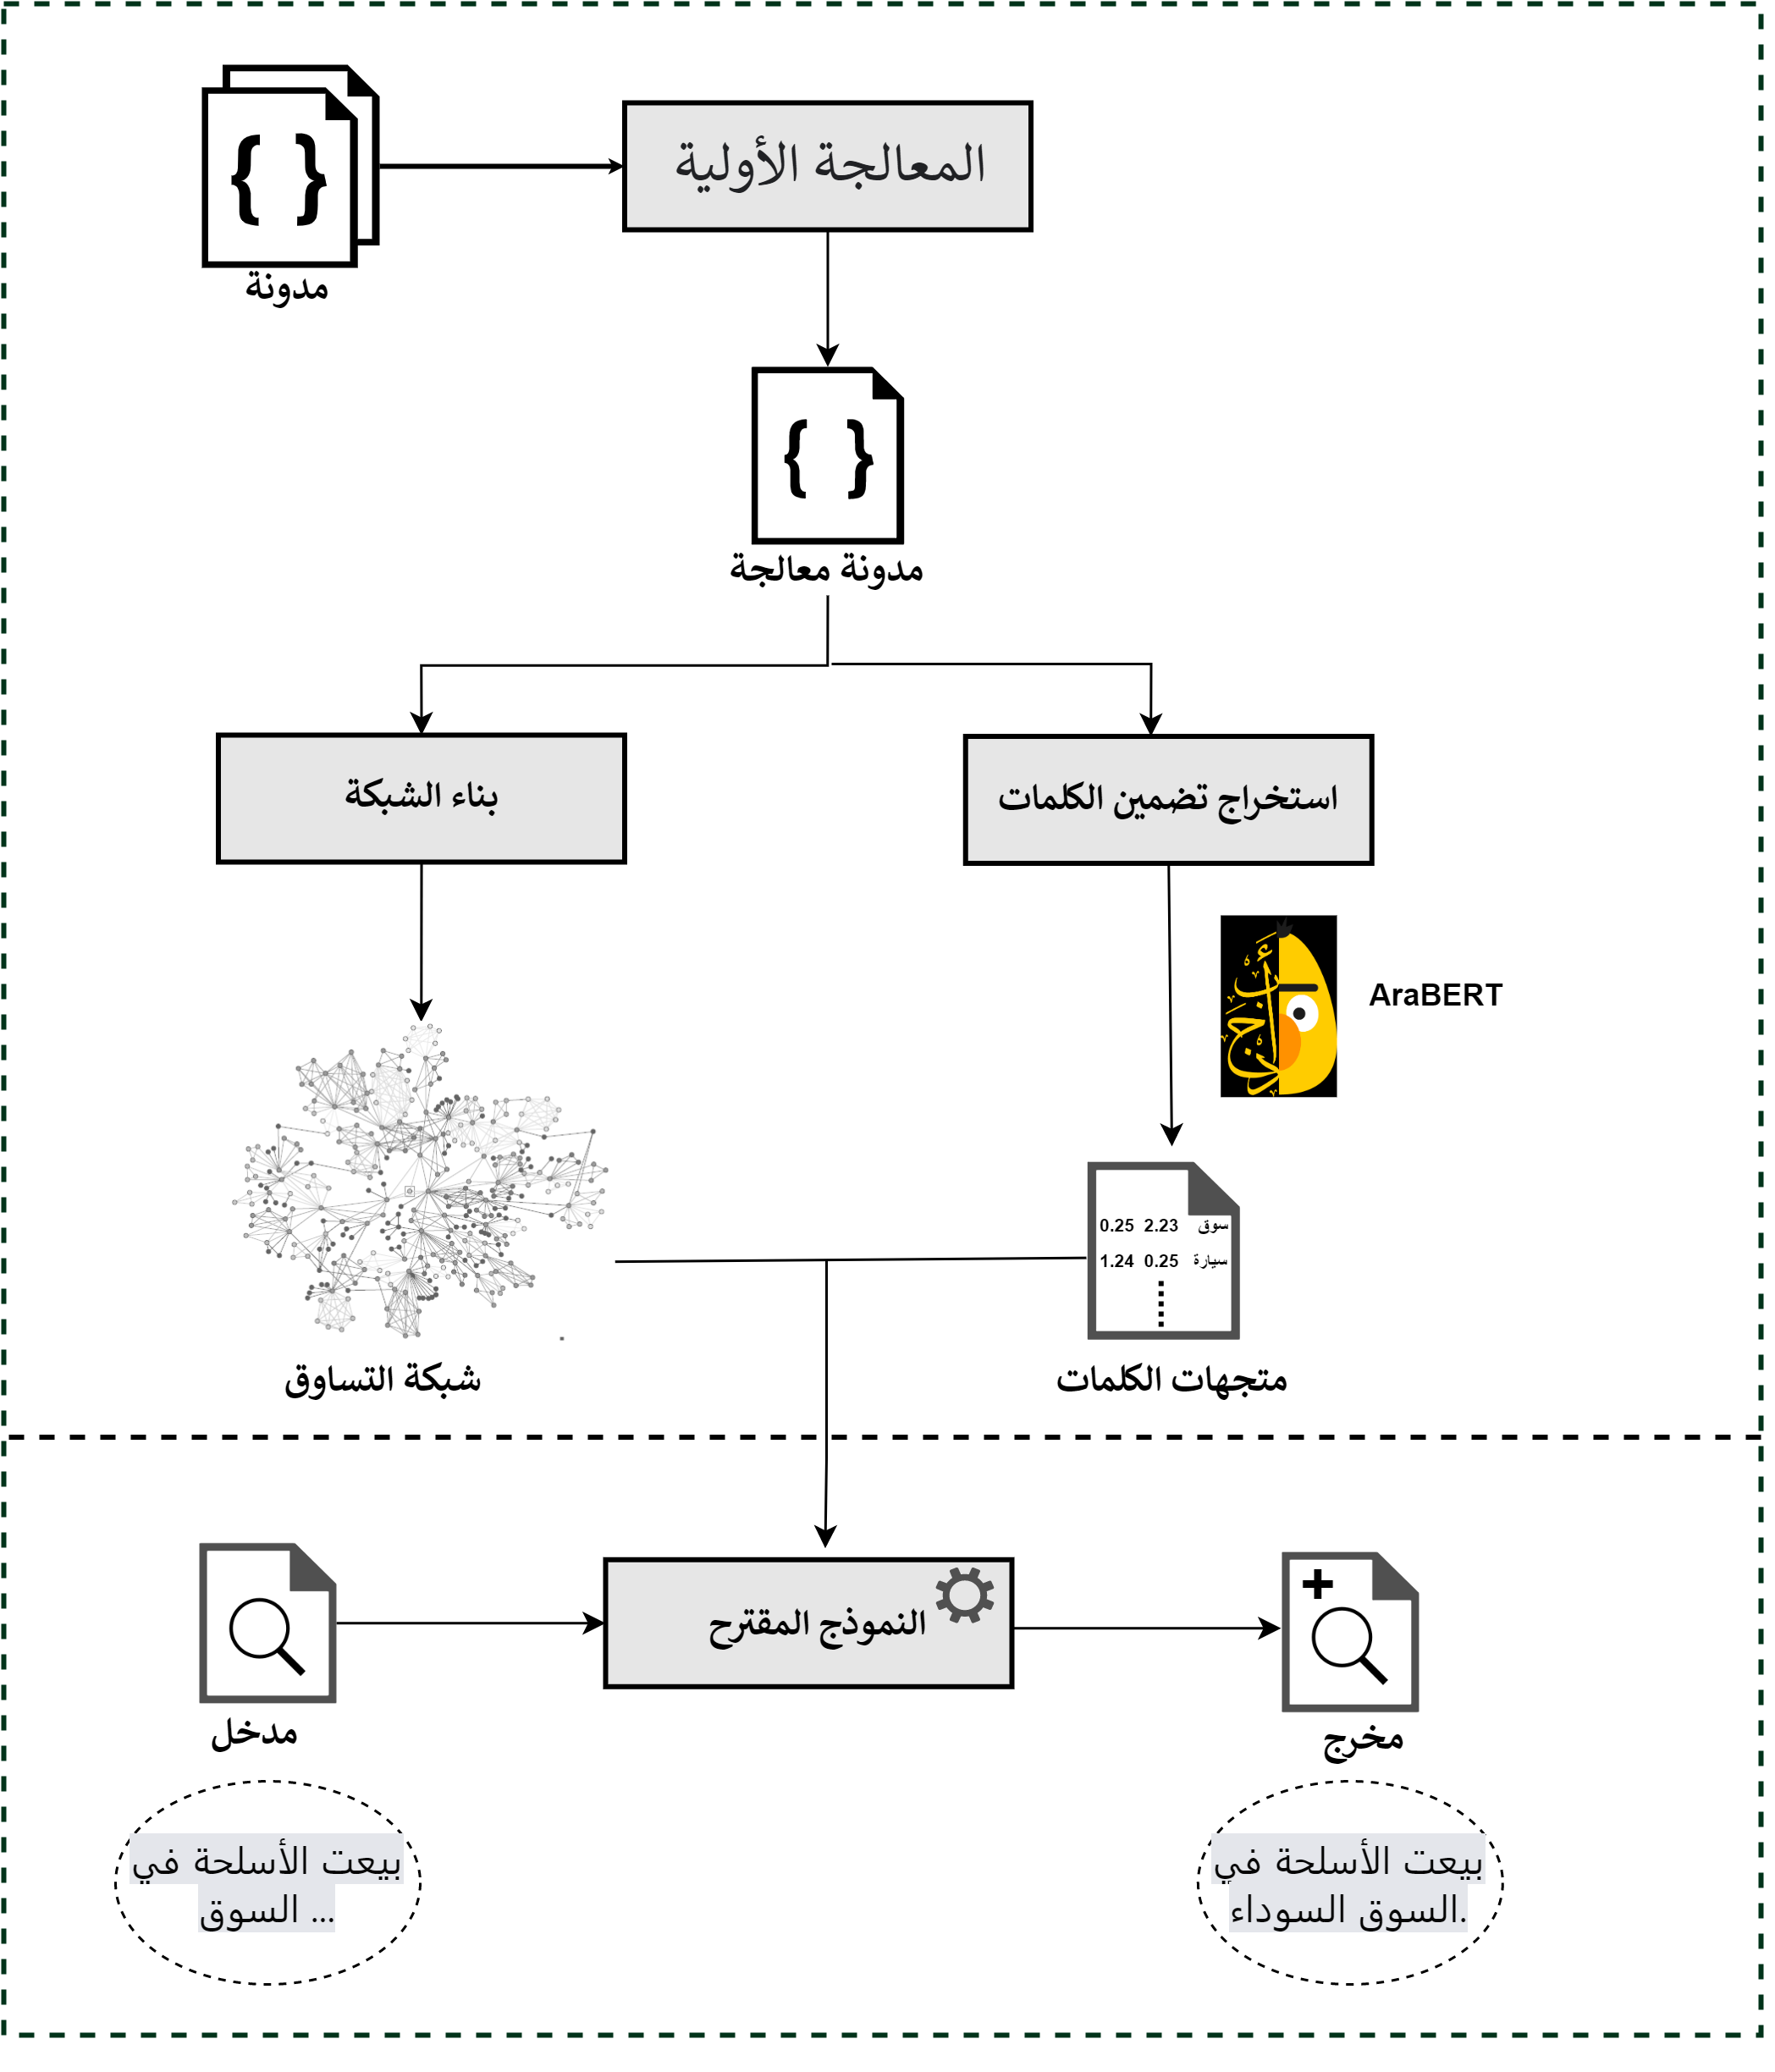 المعالجة الأولية
مدونة
مدونة معالجة
استخراج تضمين الكلمات
بناء الشبكة
AraBERT
أبجد
سوق 2.23 0.25
سيارة 0.25 1.24
متجهات الكلمات
شبكة التساوق
النموذج المقترح
مدخل
مخرج
بيعت الأسلحة في
السوق ...
بيعت الأسلحة في
السوق السوداء.